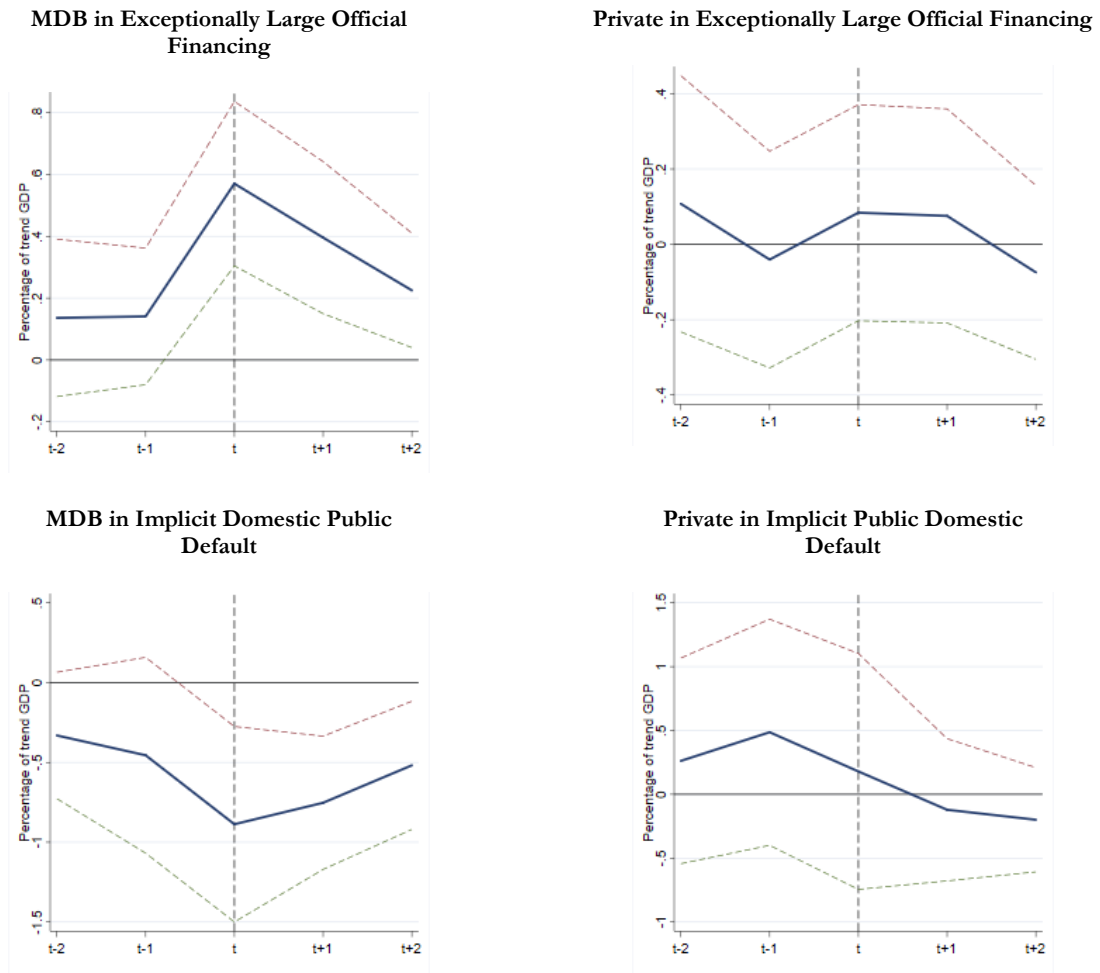 MDB in Exceptionally Large Official
Financing
Private in Exceptionally Large Official Financing
Percentage of trend GDP
.8
.6
.4
.2
0
-.2
t-2 t-1 t t+1 t+2
Percentage of trend GDP
.4
.2
0
-.2
-.4
t-2 t-1 t t+1 t+2
MDB in Implicit Domestic Public
Default
Private in Implicit Public Domestic
Default
Percentage of trend GDP
.5
0
-.5
-1
-1.5
t-2 t-1 t t+1 t+2
Percentage of trend GDP
1.5
1
.5
0
-.5
-1
t-2 t-1 t t+1 t+2